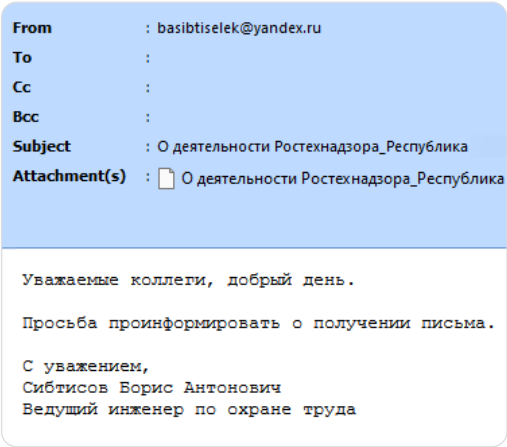 From : basibtiselek@yandex.ru
To :
Cc :
Bcc :
Subject : О деятельности Ростехнадзора_Республика
Attachment(s) : О деятельности Ростехнадзора_Республика
Уважаемые коллеги, добрый день.
Просьба проинформировать о получении письма.
С уважением,
Сибтисов Борис Антонович
Ведущий инженер по охране труда